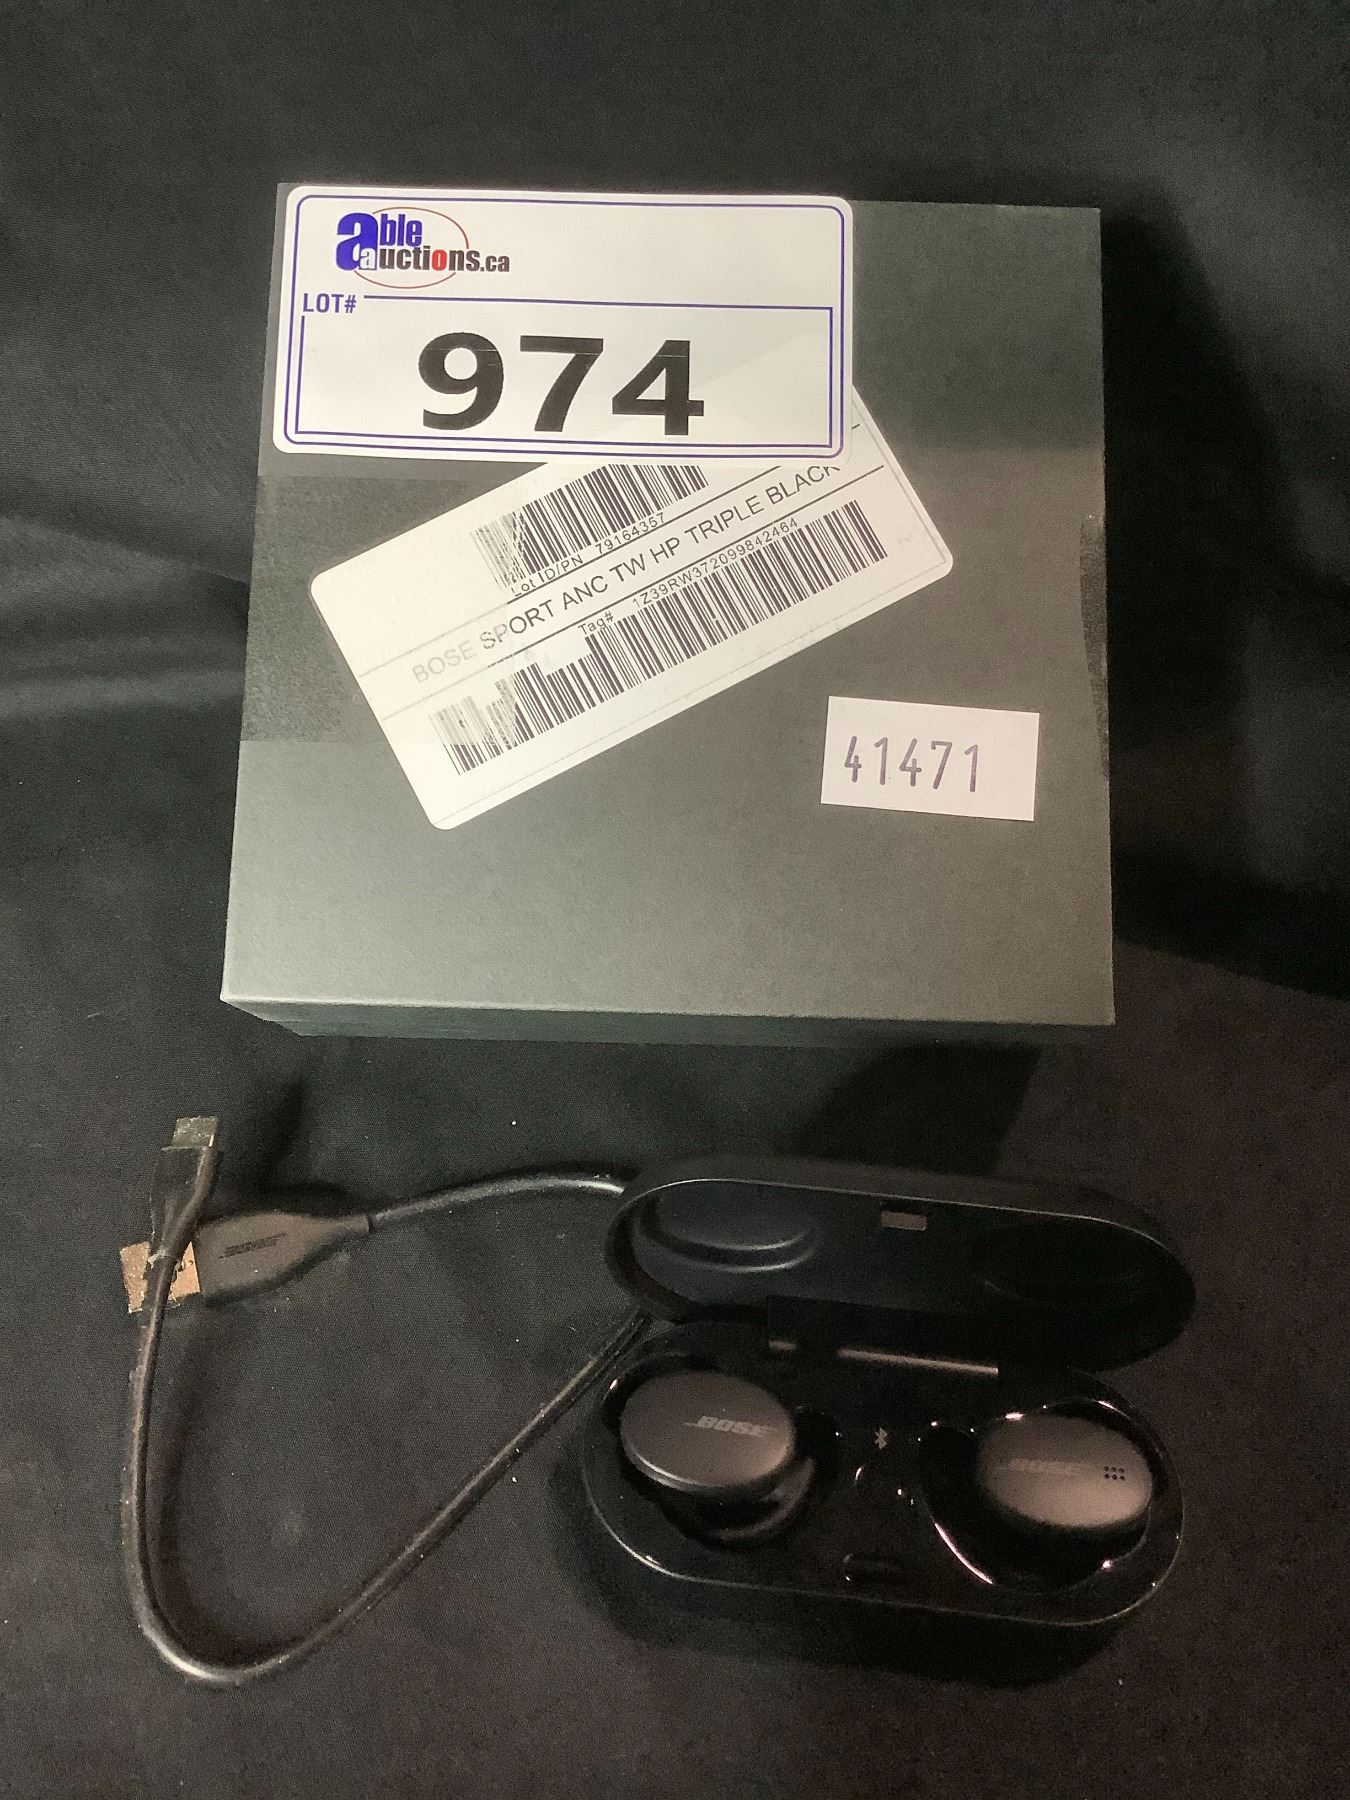 able
auctions.ca
LOT#
974
Lot ID/PN 79164357
BOSE SPORT ANC TW HP TRIPLE BLACK
Tag# 1Z39RW372099842464
41471
BOSE
BOSE
BOSE